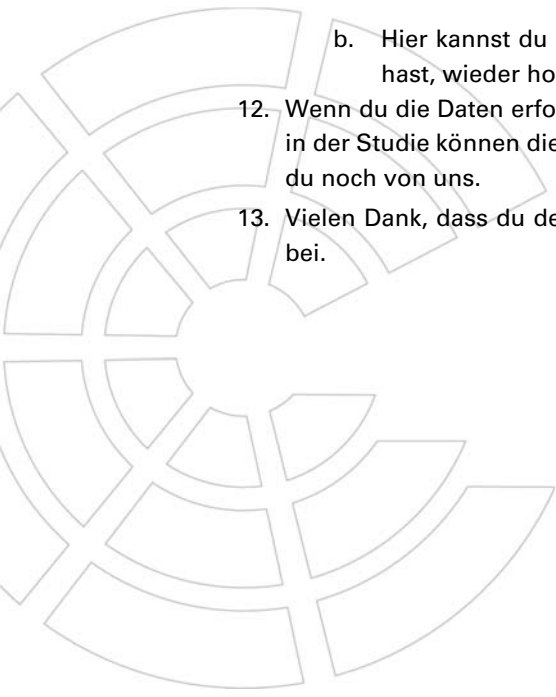 b. Hier kannst du
hast, wieder ho
12. Wenn du die Daten erfo
in der Studie können die
du noch von uns.
13. Vielen Dank, dass du de
bei.